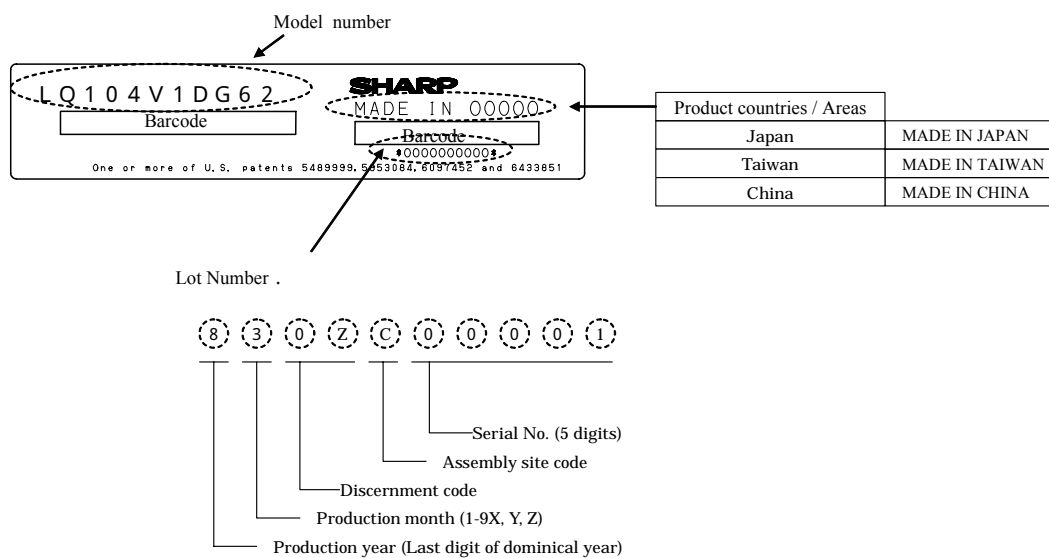 Model number
LQ104V1DG62
Barcode
SHARP
MADE IN OOOOO
Barcode
*0000000000*
One or more of U.S. patents 5489999,5953084,6097452 and 6433851
Product countries / Areas
Japan MADE IN JAPAN
Taiwan MADE IN TAIWAN
China MADE IN CHINA
Lot Number .
8 3 0 Z C 0 0 0 0 1
Serial No. (5 digits)
Assembly site code
Discernment code
Production month (1-9X, Y, Z)
Production year (Last digit of dominical year)